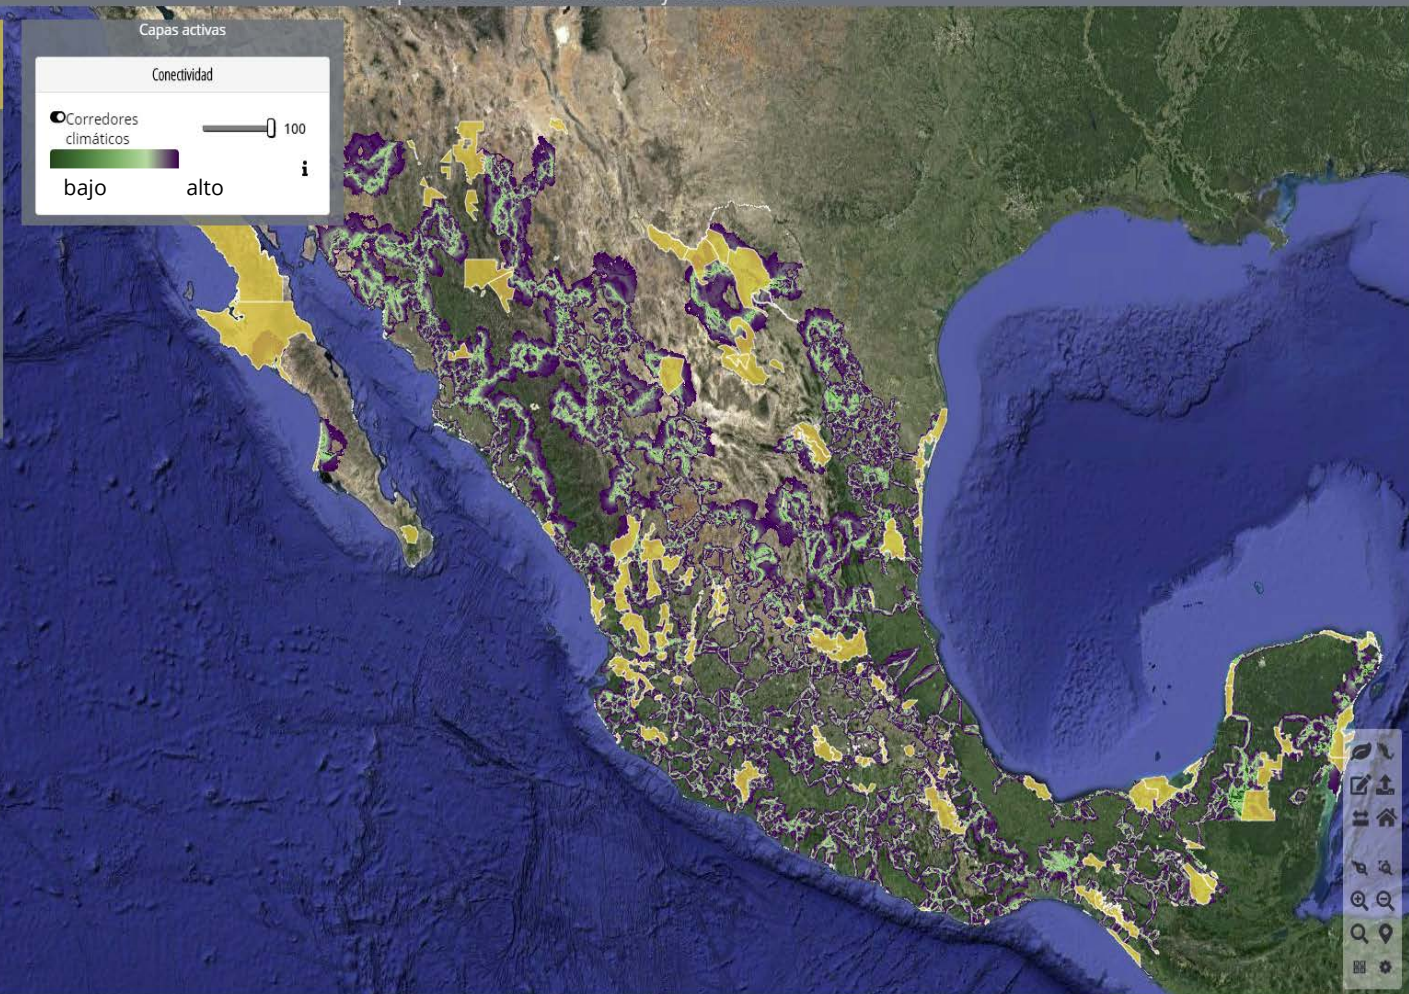 Capas activas
Conectividad
Corredores
climáticos
100
bajo
alto